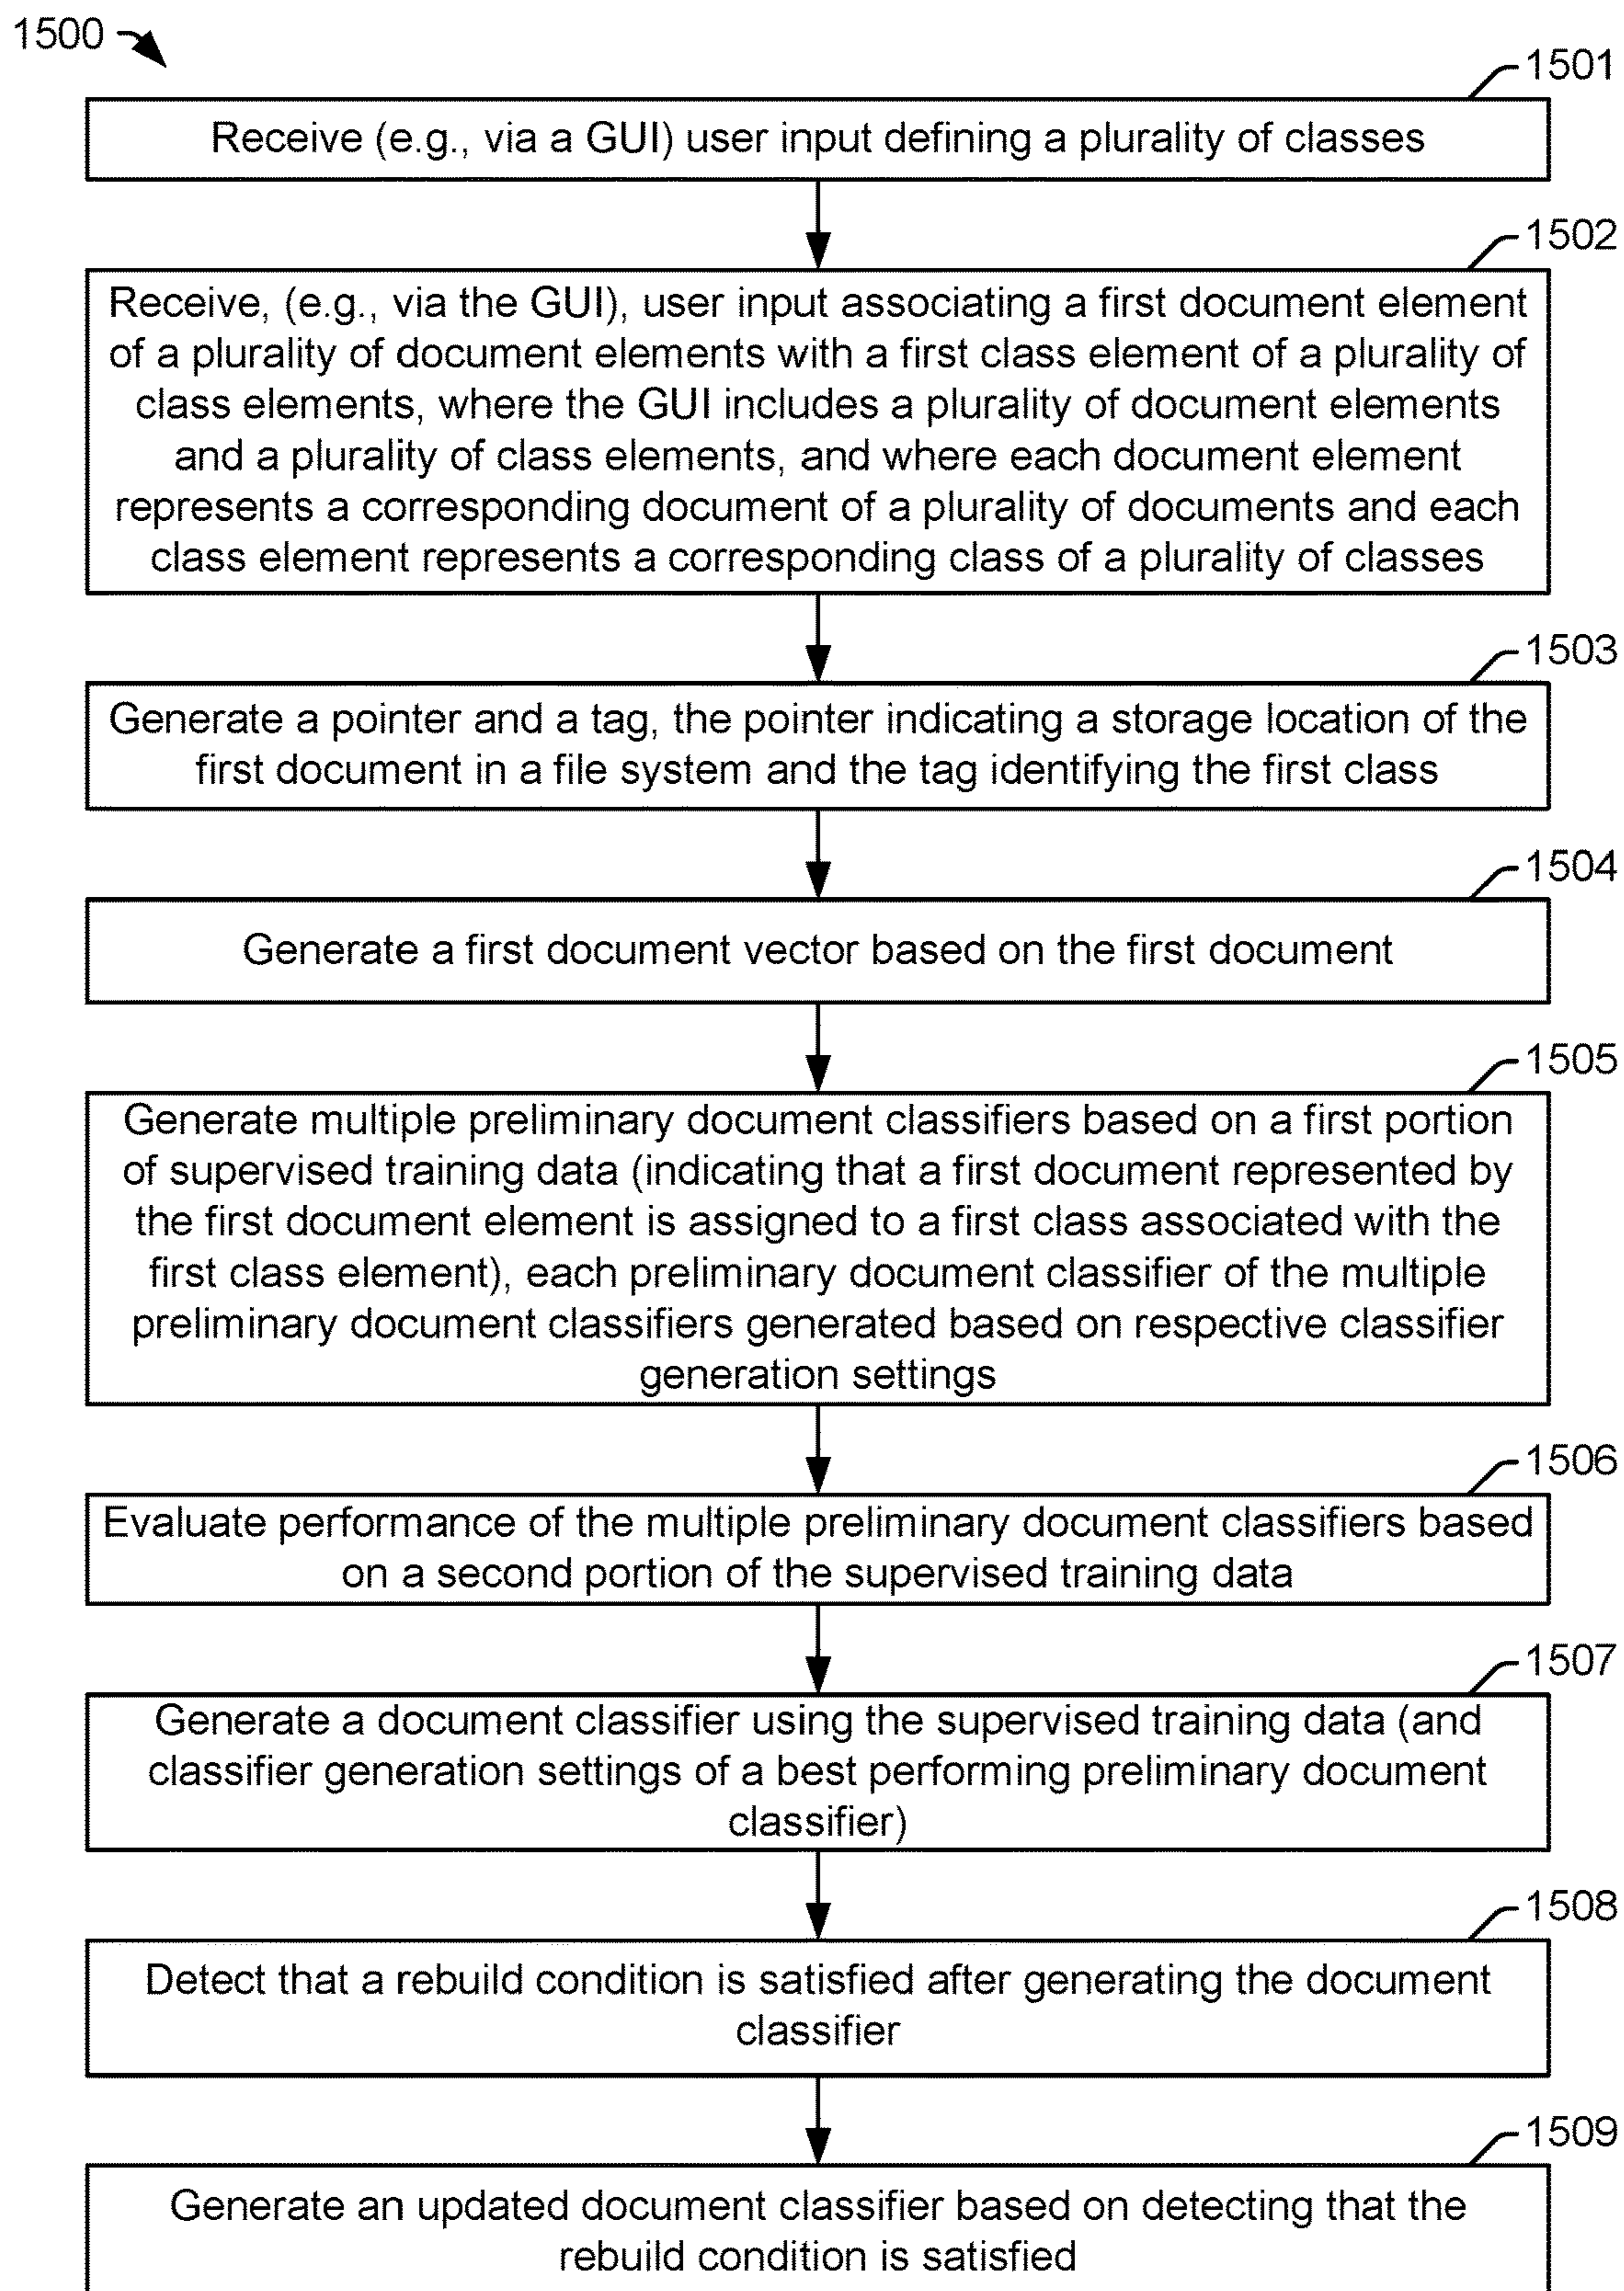 1500
1501
Receive (e.g., via a GUI) user input defining a plurality of classes
1502
Receive, (e.g., via the GUI), user input associating a first document element
of a plurality of document elements with a first class element of a plurality of
class elements, where the GUI includes a plurality of document elements
and a plurality of class elements, and where each document element
represents a corresponding document of a plurality of documents and each
class element represents a corresponding class of a plurality of classes
1503
Generate a pointer and a tag, the pointer indicating a storage location of the
first document in a file system and the tag identifying the first class
1504
Generate a first document vector based on the first document
1505
Generate multiple preliminary document classifiers based on a first portion
of supervised training data (indicating that a first document represented by
the first document element is assigned to a first class associated with the
first class element), each preliminary document classifier of the multiple
preliminary document classifiers generated based on respective classifier
generation settings
1506
Evaluate performance of the multiple preliminary document classifiers based
on a second portion of the supervised training data
1507
Generate a document classifier using the supervised training data (and
classifier generation settings of a best performing preliminary document
classifier)
1508
Detect that a rebuild condition is satisfied after generating the document
classifier
1509
Generate an updated document classifier based on detecting that the
rebuild condition is satisfied